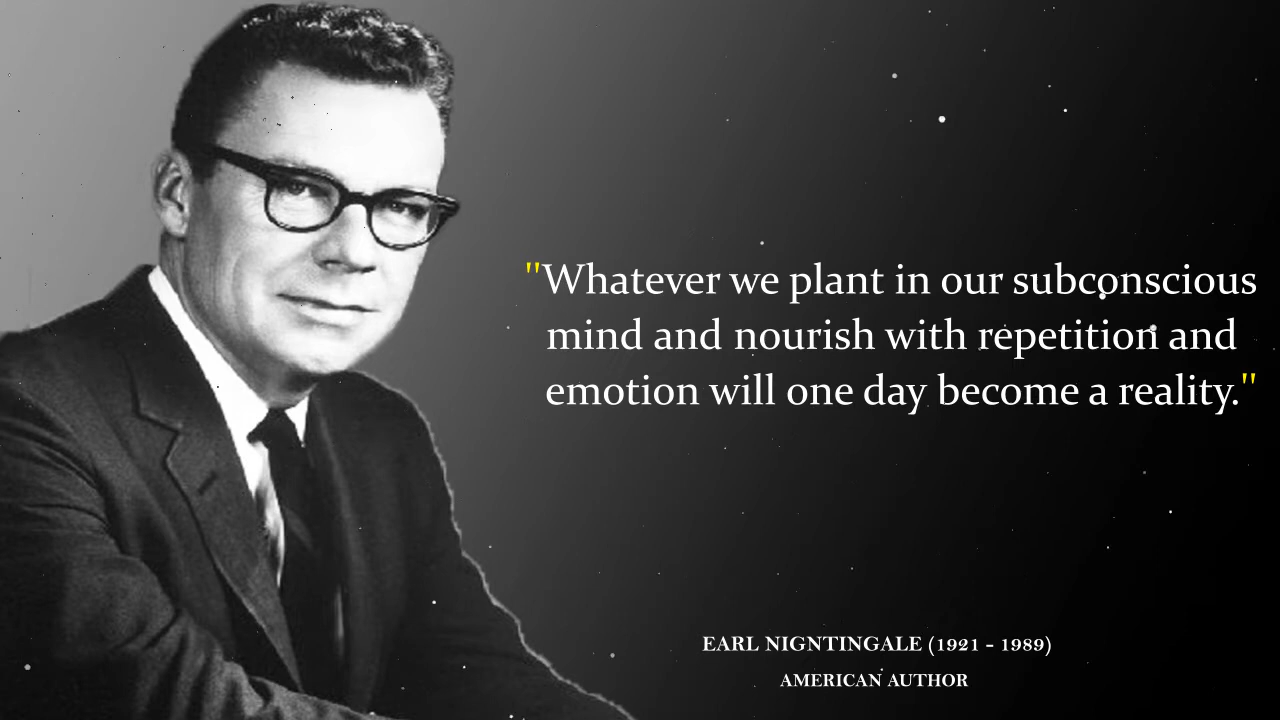 "Whatever we plant in our subconscious
mind and nourish with repetition and
emotion will one day become a reality."
EARL NIGNTINGALE (1921 - 1989)
AMERICAN AUTHOR